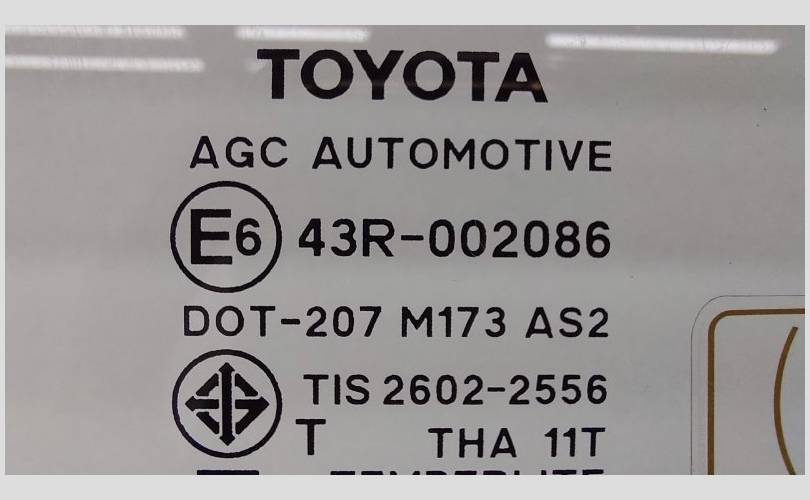 TOYOTA
AGC AUTOMOTIVE
E6 43R-002086
DOT-207 M173 AS2
TIS 2602-2556
T THA 11T